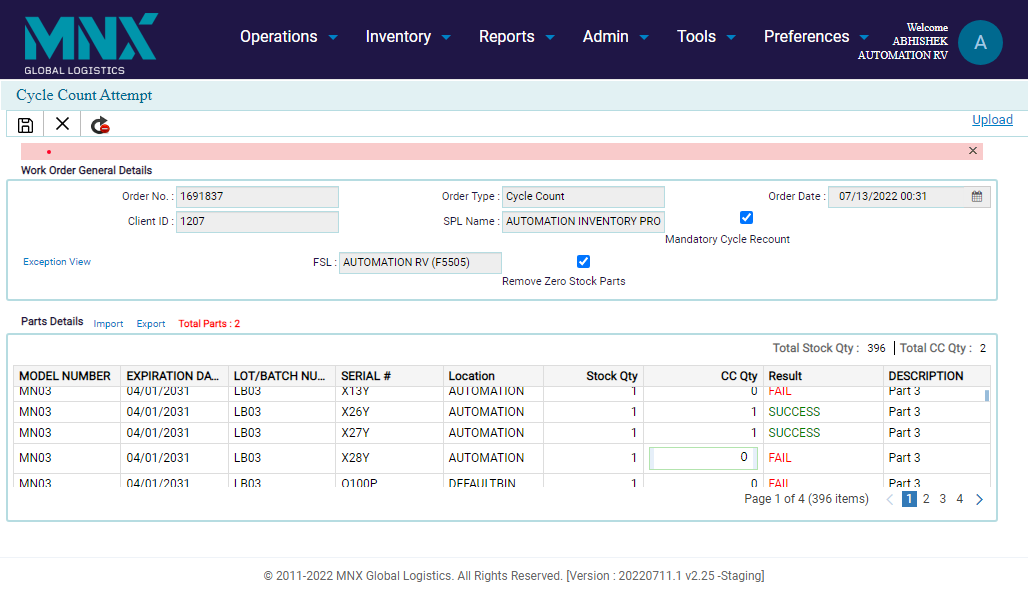 MNX
GLOBAL LOGISTICS
Operations Inventory Reports Admin Tools Preferences
Welcome
ABHISHEK
AUTOMATION RV
A
Cycle Count Attempt
Upload
Work Order General Details
Order No. : 1691837 Order Type : Cycle Count Order Date : 07/13/2022 00:31
Client ID : 1207 SPL Name : AUTOMATION INVENTORY PRO
Mandatory Cycle Recount
Exception View FSL : AUTOMATION RV (F5505)
Remove Zero Stock Parts
Parts Details Import Export Total Parts : 2
Total Stock Qty : 396 Total CC Qty : 2
MODEL NUMBER EXPIRATION DA... LOT/BATCH NU... SERIAL # Location Stock Qty CC Qty Result DESCRIPTION
MN03 04/01/2031 LB03 X13Y AUTOMATION 1 0 FAIL Part 3
MN03 04/01/2031 LB03 X26Y AUTOMATION 1 1 SUCCESS Part 3
MN03 04/01/2031 LB03 X27Y AUTOMATION 1 1 SUCCESS Part 3
MN03 04/01/2031 LB03 X28Y AUTOMATION 1 0 FAIL Part 3
MN03 04/01/2031 LB03 O100P DEFAULTBIN 1 0 FAIL Part 3
Page 1 of 4 (396 items) 1 2 3 4
© 2011-2022 MNX Global Logistics. All Rights Reserved. [Version : 20220711.1 v2.25 -Staging]